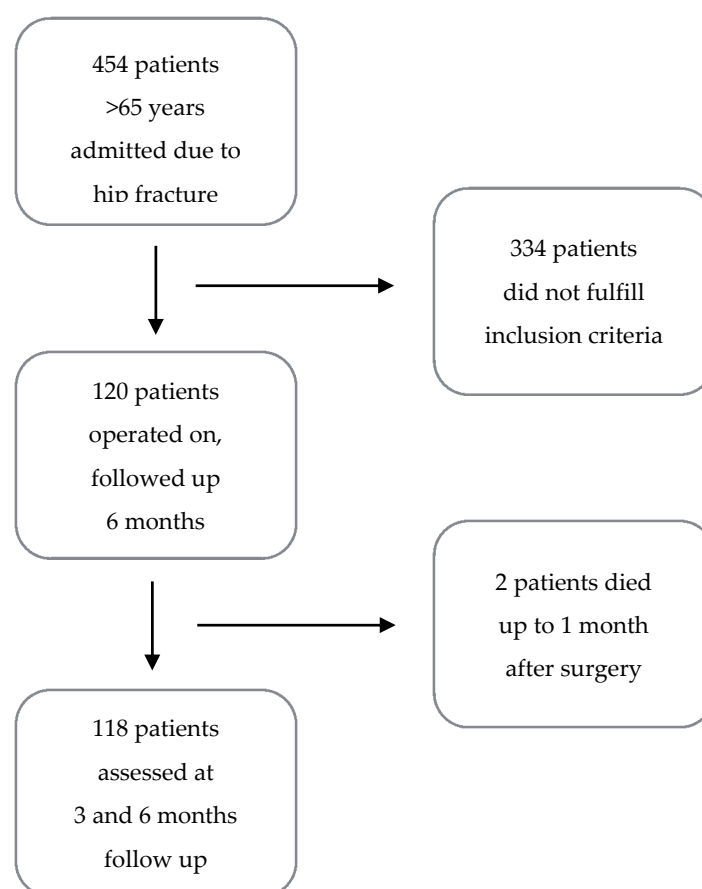 454 patients
>65 years
admitted due to
hip fracture
334 patients
did not fulfill
inclusion criteria
120 patients
operated on,
followed up
6 months
2 patients died
up to 1 month
after surgery
118 patients
assessed at
3 and 6 months
follow up